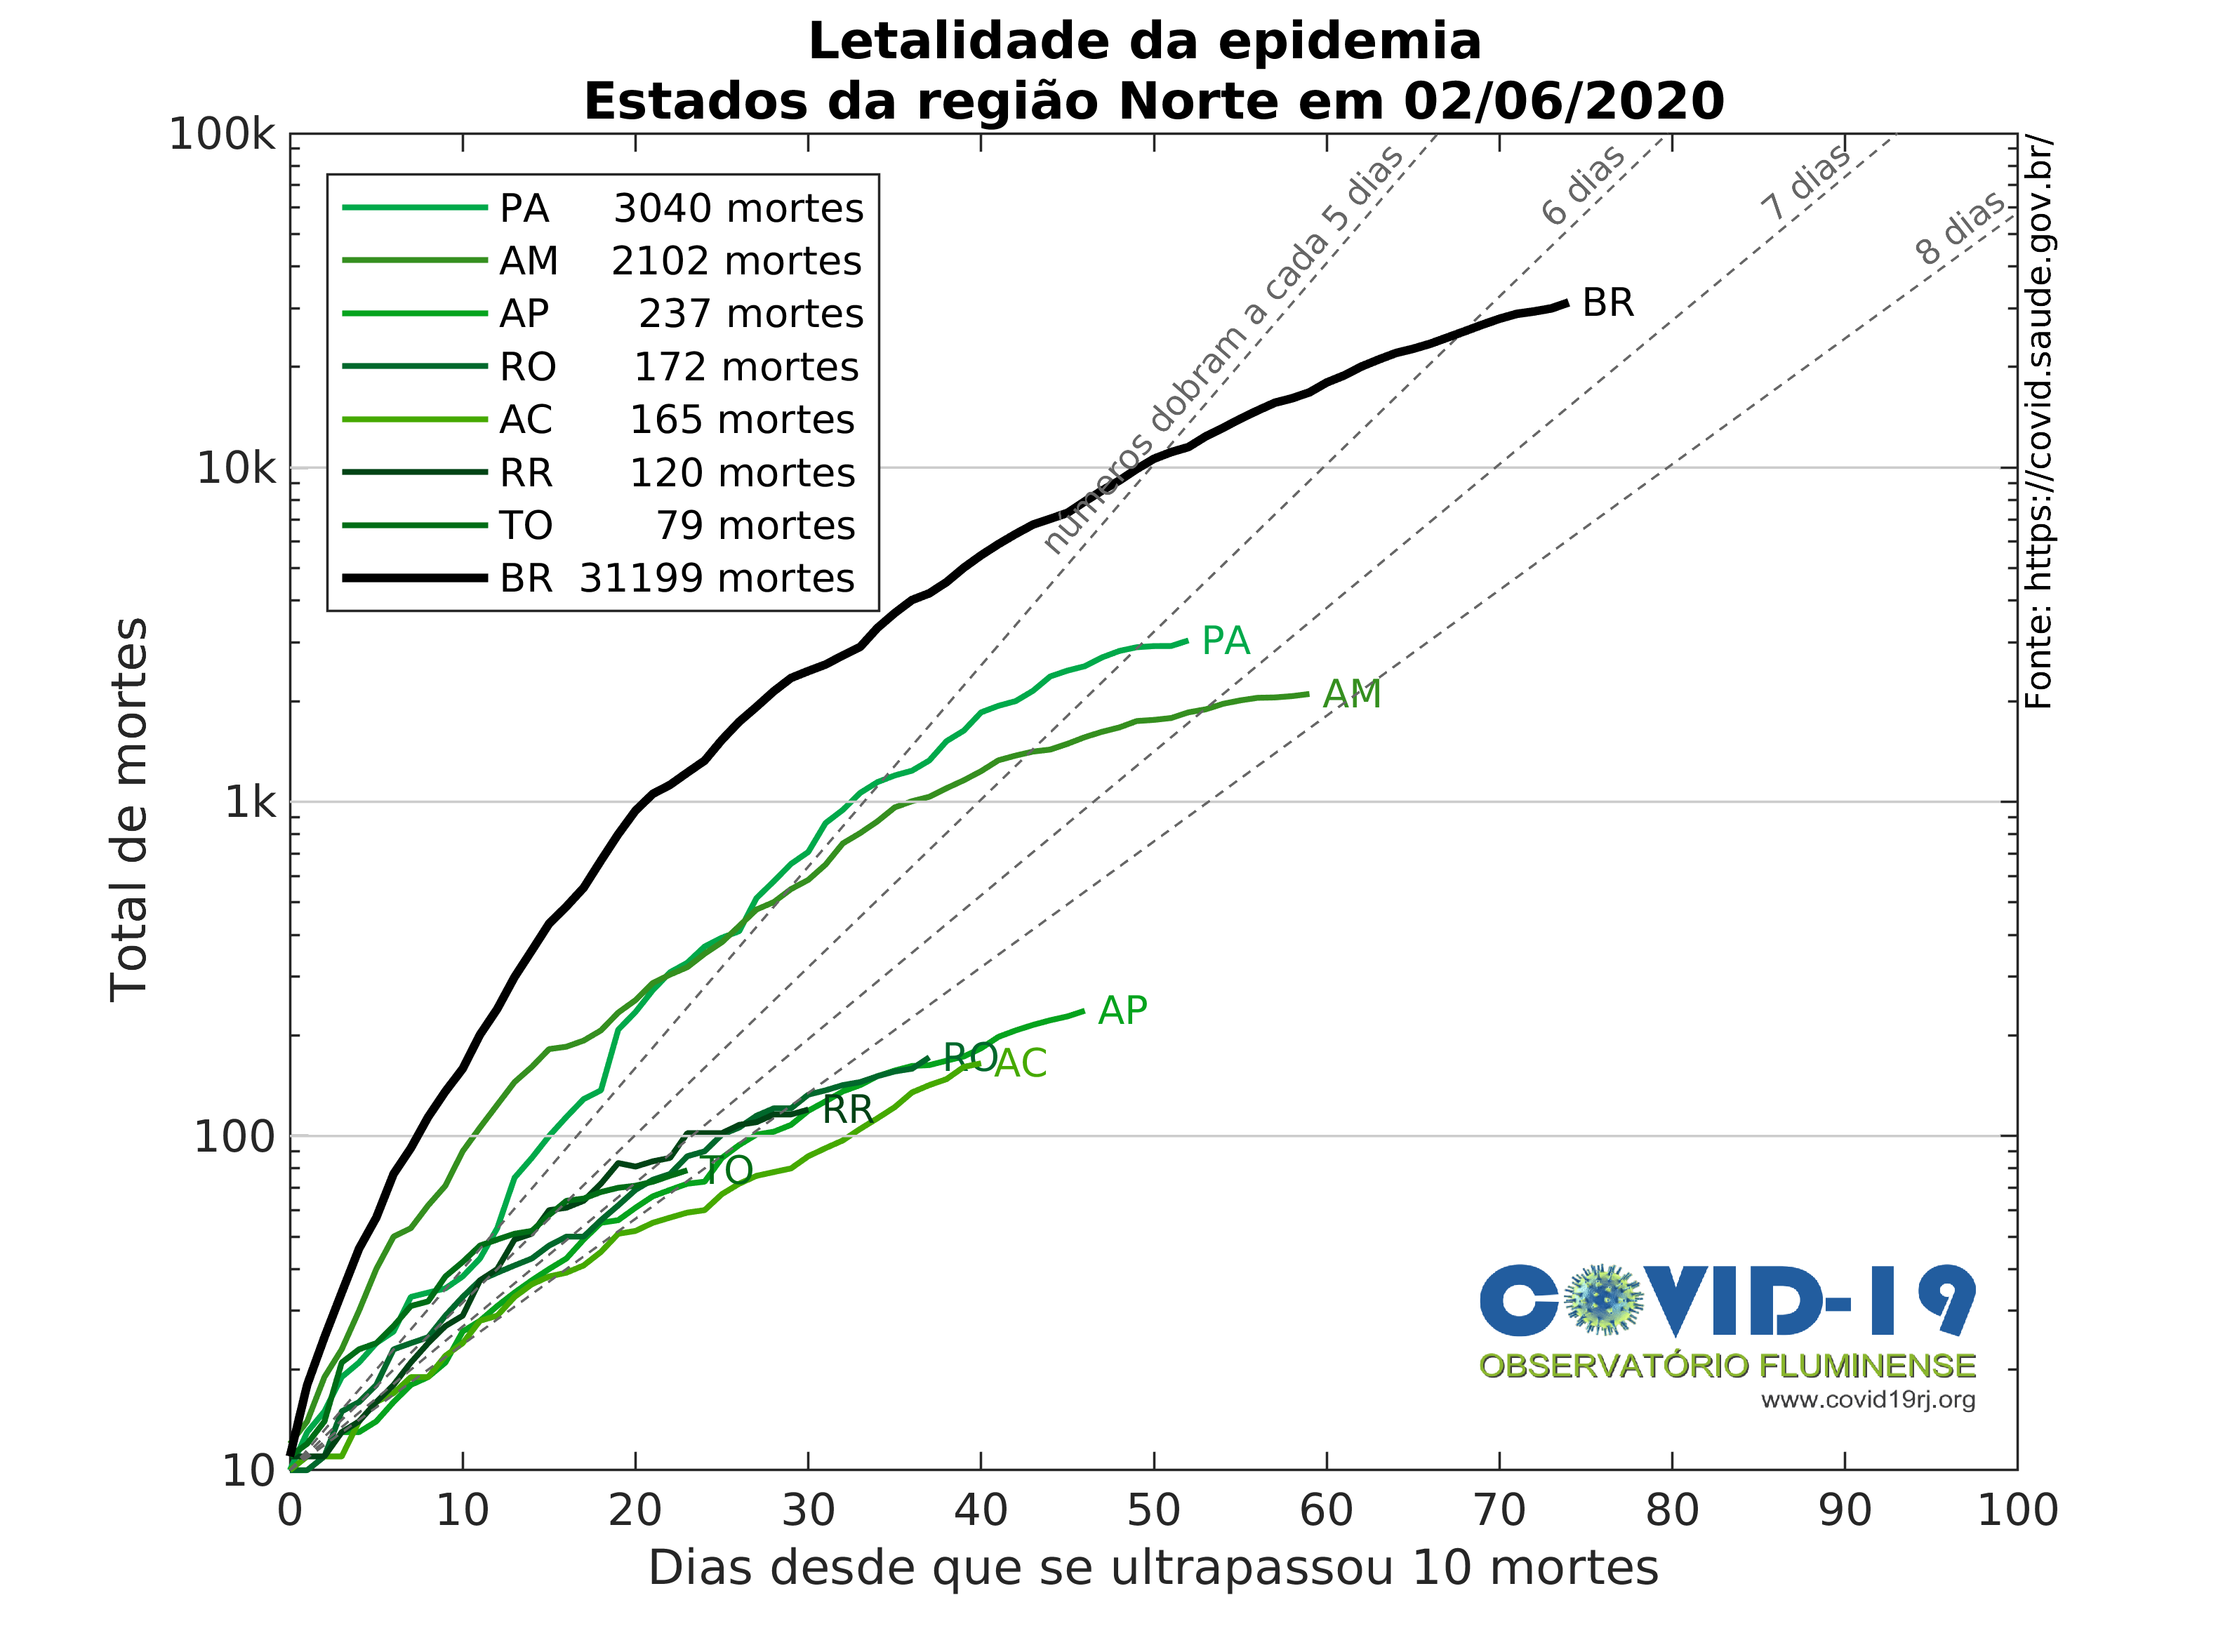 Letalidade da epidemia
Estados da região Norte em 02/06/2020
100k
10k
1k
100
10
Total de mortes
PA 3040 mortes
AM 2102 mortes
AP 237 mortes
RO 172 mortes
AC 165 mortes
RR 120 mortes
TO 79 mortes
BR 31199 mortes
numeros dobram a cada 5 dias
6 dias
7 dias
8 dias
BR
PA
AM
AP
RO
AC
RR
TO
Fonte: https://covid.saude.gov.br/
COVID-19
OBSERVATÓRIO FLUMINENSE
www.covid19rj.org
0 10 20 30 40 50 60 70 80 90 100
Dias desde que se ultrapassou 10 mortes